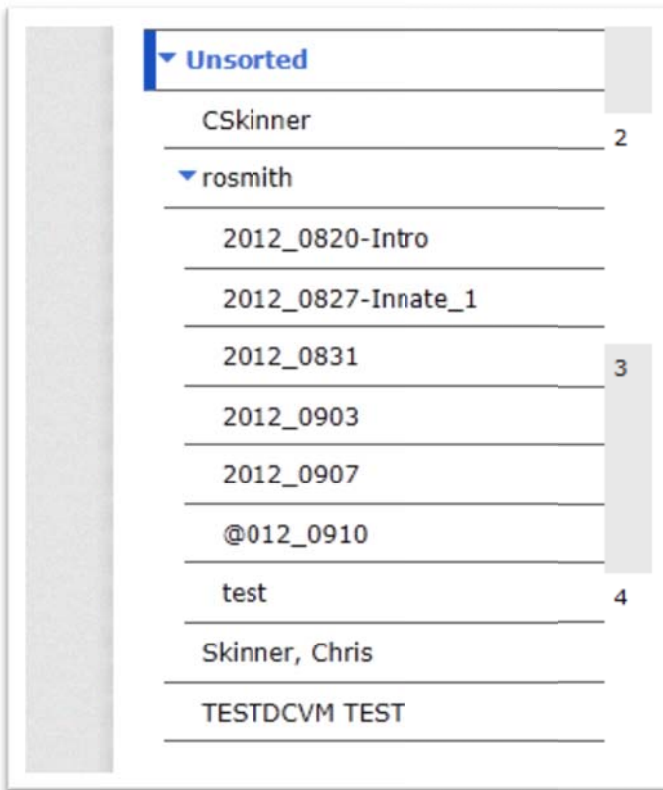 Unsorted
CSkinner
2
rosmith
2012_0820-Intro
2012_0827-Innate_1
2012_0831
3
2012_0903
2012_0907
@012_0910
test
4
Skinner, Chris
TESTDCVM TEST